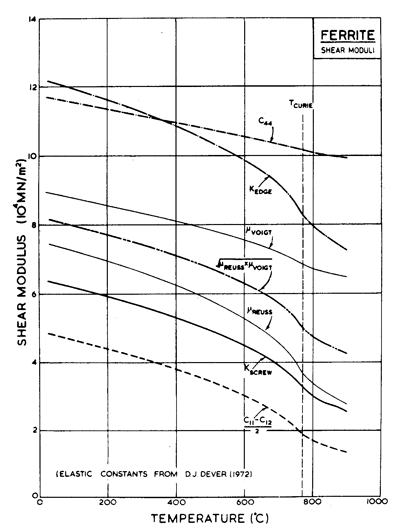 14
12
10
8
6
4
2
0
SHEAR MODULUS (10⁴MN/m²)
FERRITE
SHEAR MODULI
T_CURIE
C₄₄
K_EDGE
μ_VOIGT
√μ_REUSS×μ_VOIGT
μ_REUSS
K_SCREW
C₁₁-C₁₂
2
(ELASTIC CONSTANTS FROM D.J. DEVER (1972)
0 200 400 600 800 1000
TEMPERATURE (°C)